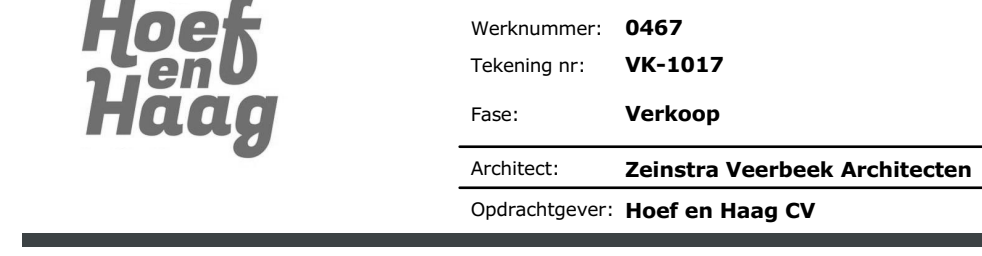 Hoef
en
Haag
Werknummer: 0467
Tekening nr: VK-1017
Fase: Verkoop
Architect: Zeinstra Veerbeek Architecten
Opdrachtgever: Hoef en Haag CV